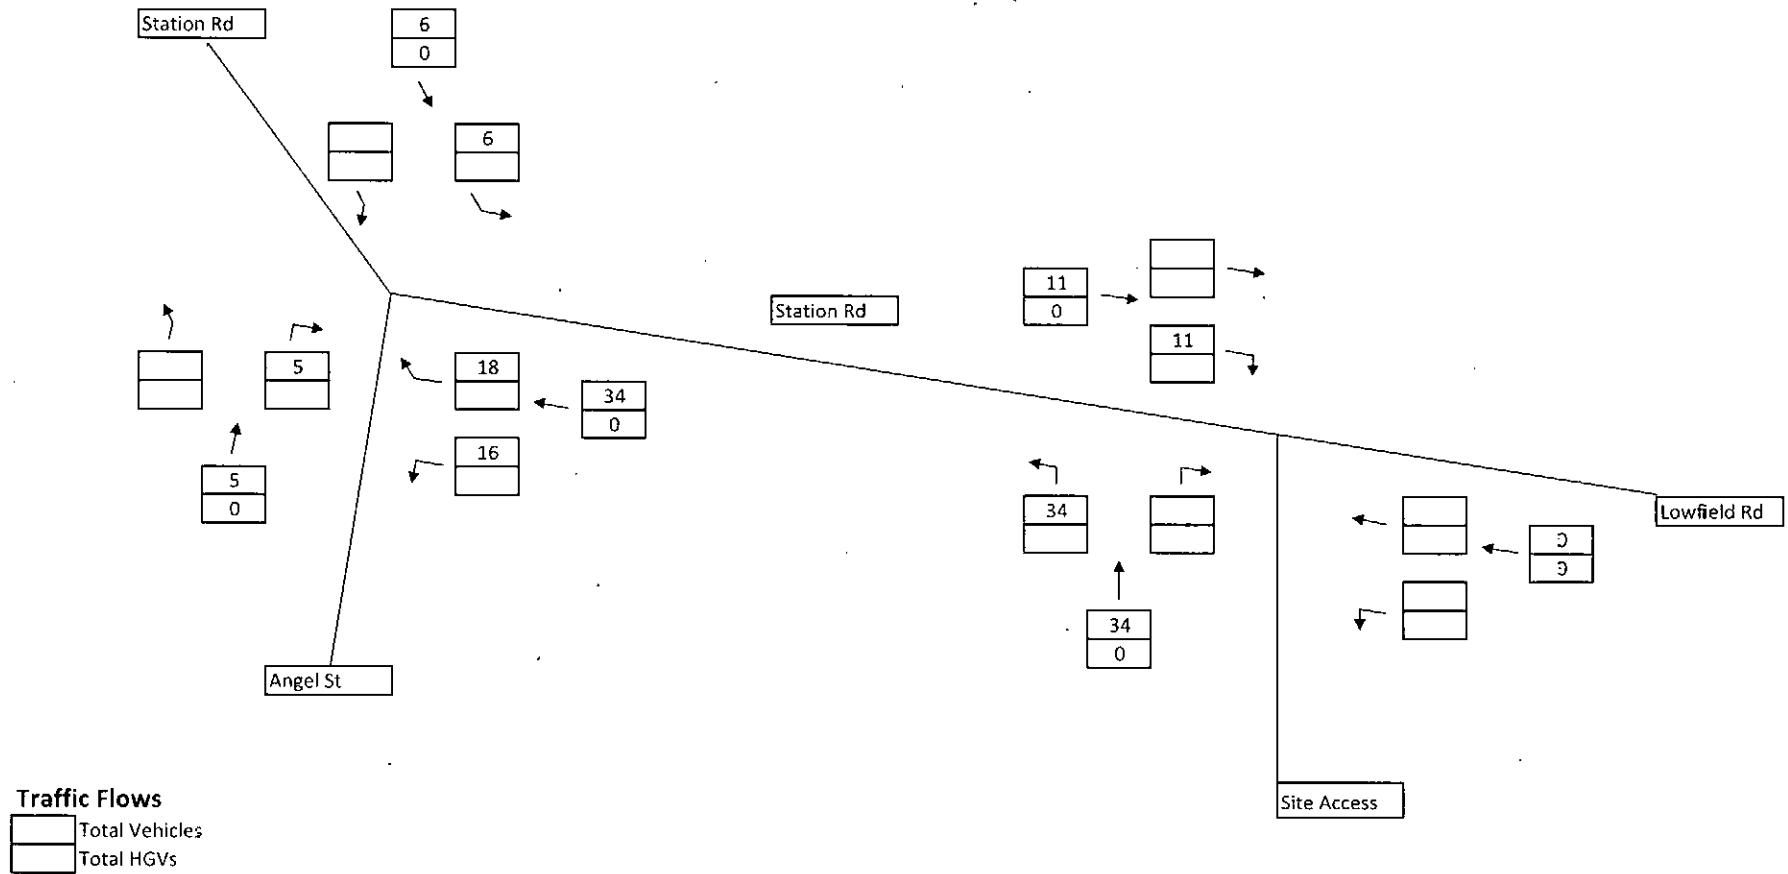 Station Rd
6
0
6
11
0
Station Rd
11
5
18
34
0
16
5
0
34
Lowfield Rd
34
0
Angel St
Site Access
Traffic Flows
Total Vehicles
Total HGVs